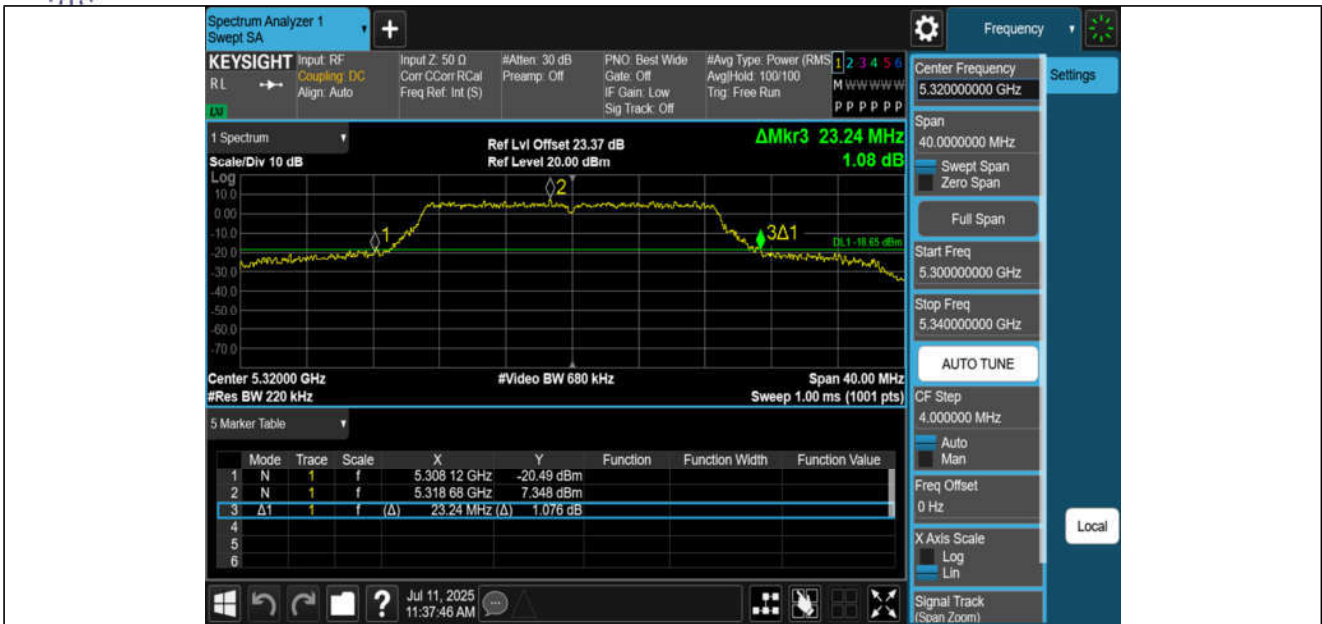 Spectrum Analyzer 1
Swept SA
Frequency
KEYSIGHT
RL
LV
Input: RF
Coupling: DC
Align: Auto
Input Z: 50 Ω
Corr CCorr RCal
Freq Ref: Int (S)
#Atten: 30 dB
Preamp: Off
PNO: Best Wide
Gate: Off
IF Gain: Low
Sig Track: Off
#Avg Type: Power (RMS
Avg|Hold: 100/100
Trig: Free Run
1 2 3 4 5 6
M W W W W W
P P P P P P
1 Spectrum
Scale/Div 10 dB
Ref Lvl Offset 23.37 dB
Ref Level 20.00 dBm
ΔMkr3 23.24 MHz
1.08 dB
Log
10.0
0.00
-10.0
-20.0
-30.0
-40.0
-50.0
-60.0
-70.0
1
2
3Δ1
DL1 -18.65 dBm
Center 5.32000 GHz
#Res BW 220 kHz
#Video BW 680 kHz
Span 40.00 MHz
Sweep 1.00 ms (1001 pts)
5 Marker Table
Mode Trace Scale X Y Function Function Width Function Value
1 N 1 f 5.308 12 GHz -20.49 dBm
2 N 1 f 5.318 68 GHz 7.348 dBm
3 Δ1 1 f (Δ) 23.24 MHz (Δ) 1.076 dB
4
5
6
Jul 11, 2025
11:37:46 AM
Center Frequency
5.320000000 GHz
Span
40.0000000 MHz
Swept Span
Zero Span
Full Span
Start Freq
5.300000000 GHz
Stop Freq
5.340000000 GHz
AUTO TUNE
CF Step
4.000000 MHz
Auto
Man
Freq Offset
0 Hz
X Axis Scale
Log
Lin
Signal Track
(Span Zoom)
Settings
Local